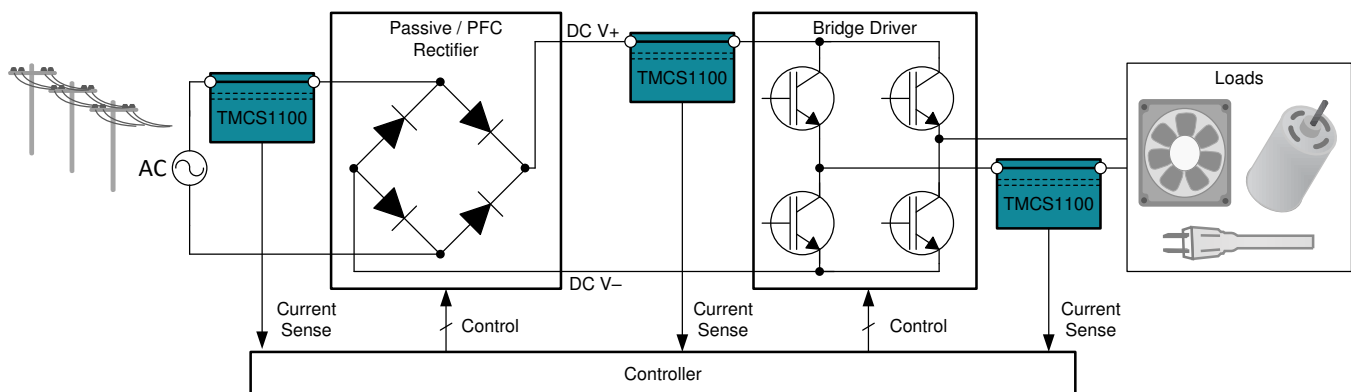 Passive / PFC
Rectifier
DC V+
Bridge Driver
TMCS1100
Loads
TMCS1100
AC
TMCS1100
DC V–
Current
Sense
Control
Current
Sense
Control
Current
Sense
Controller